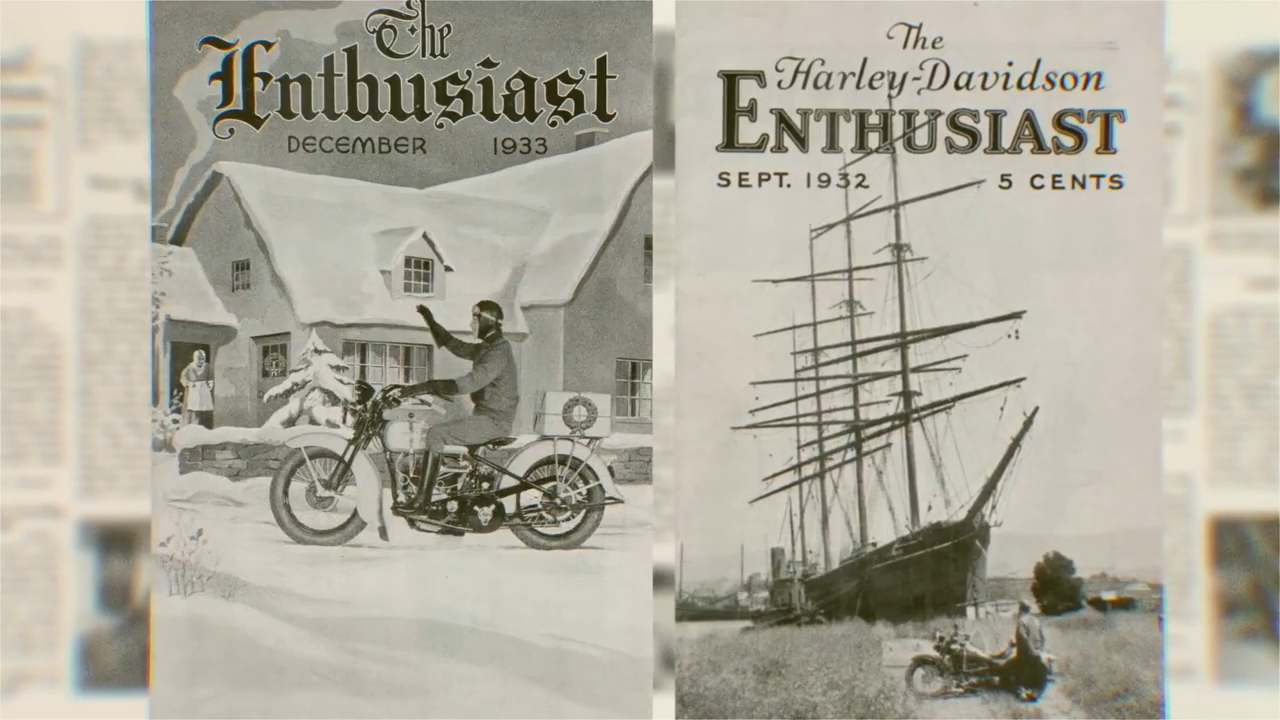 The
Enthusiast
DECEMBER 1933
The
Harley-Davidson
ENTHUSIAST
SEPT. 1932 5 CENTS